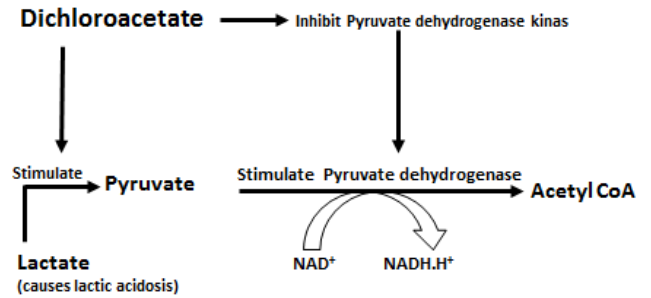 Dichloroacetate
Inhibit Pyruvate dehydrogenase kinas
Stimulate
Pyruvate
Stimulate Pyruvate dehydrogenase
Acetyl CoA
Lactate
(causes lactic acidosis)
NAD⁺
NADH.H⁺